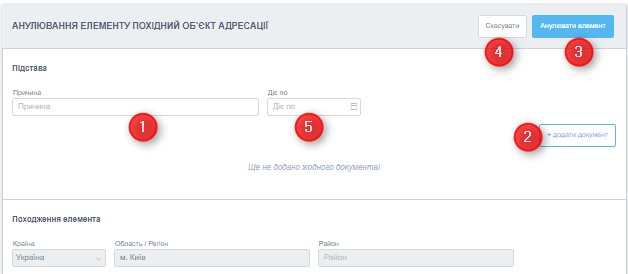 АНУЛЮВАННЯ ЕЛЕМЕНТУ ПОХІДНИЙ ОБ'ЄКТ АДРЕСАЦІЇ
Скасувати
Анулювати елемент
4
3
Підстава
Причина
Діє по
Причина
Діє по
1
5
2
+ додати документ
Ще не додано жодного документа!
Походження елемента
Країна
Область / Регіон
Район
Україна
м. Київ
Район